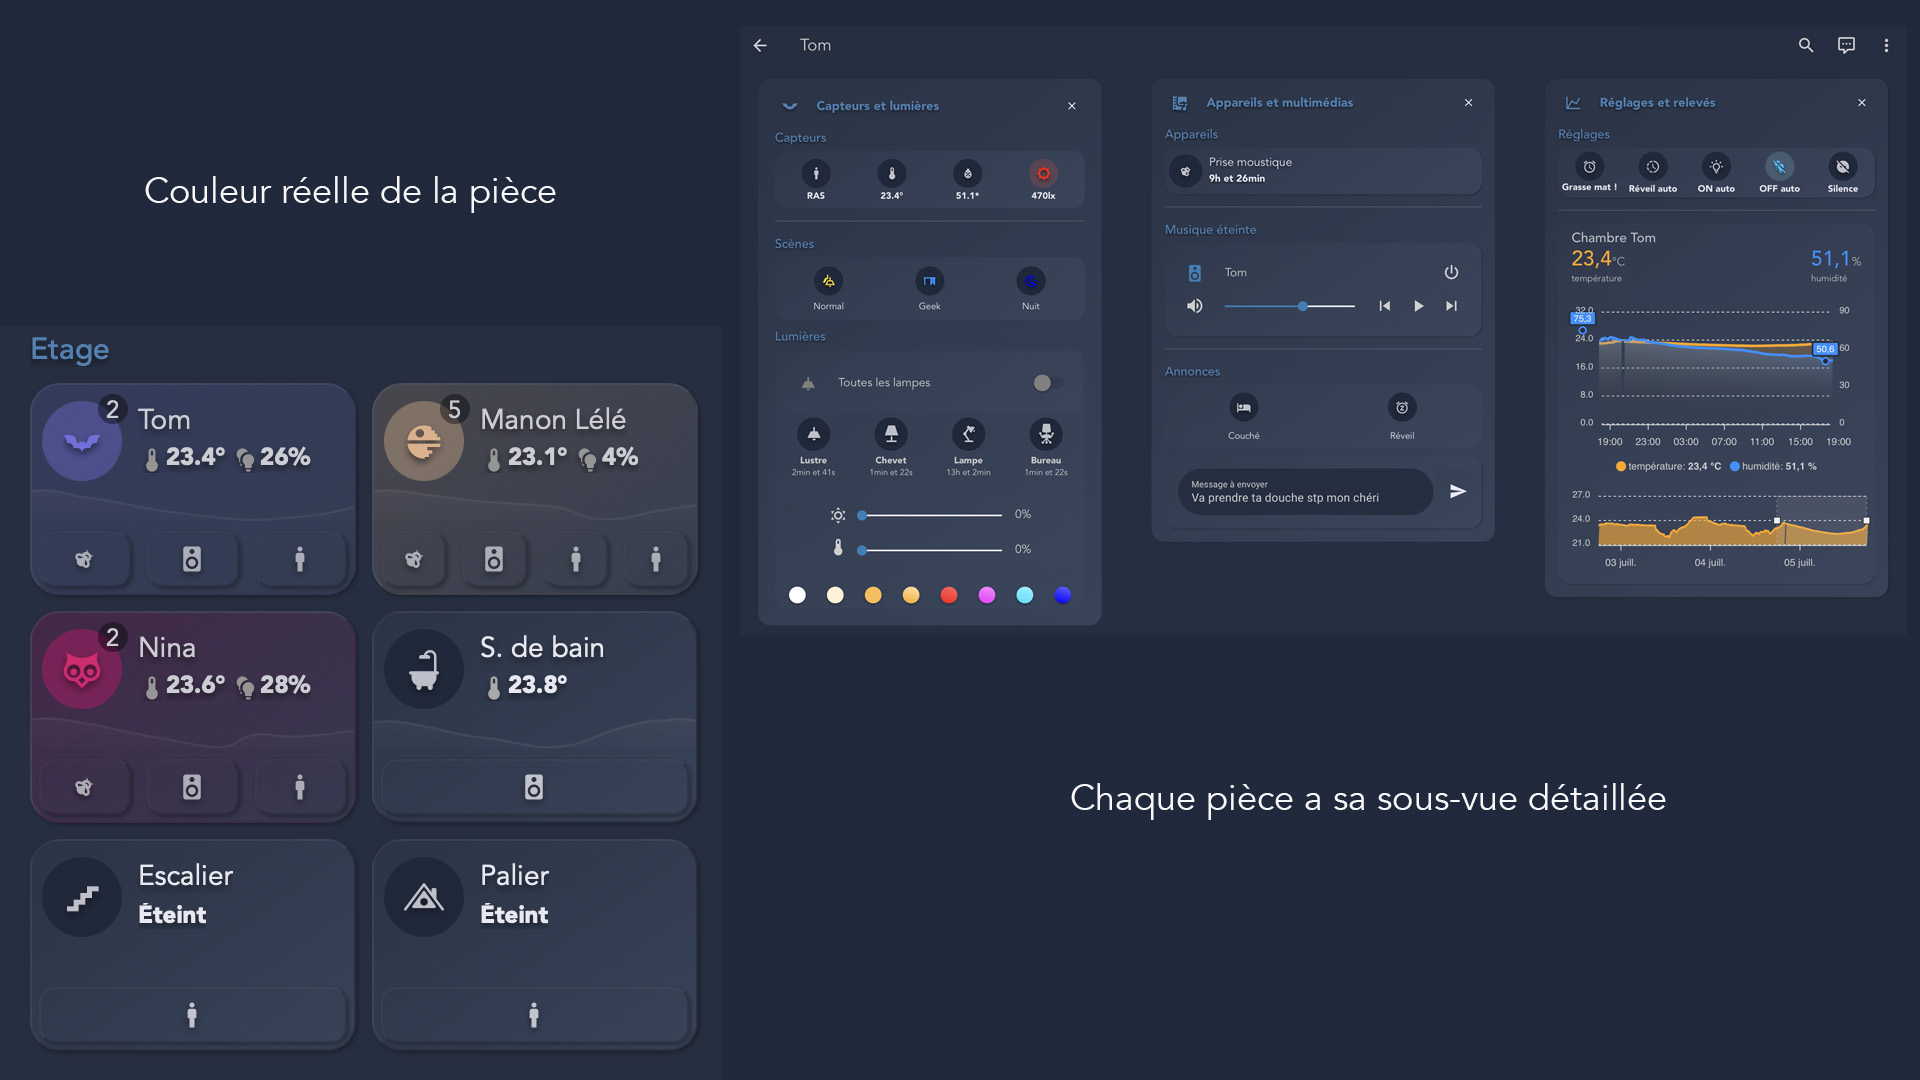 Couleur réelle de la pièce
Etage
2
Tom
23.4° 26%
5
Manon Lélé
23.1° 4%
2
Nina
23.6° 28%
S. de bain
23.8°
Escalier
Éteint
Palier
Éteint
Tom
Capteurs et lumières
Capteurs
RAS 23.4° 51.1° 470lx
Scènes
Normal Geek Nuit
Lumières
Toutes les lampes
Lustre Chevet Lampe Bureau
2min et 41s 1min et 22s 13h et 2min 1min et 22s
0%
0%
Appareils et multimédias
Appareils
Prise moustique
9h et 26min
Musique éteinte
Tom
Annonces
Couché Réveil
Message à envoyer
Va prendre ta douche stp mon chéri
Réglages et relevés
Réglages
Grasse mat ! Réveil auto ON auto OFF auto Silence
Chambre Tom
23,4°C 51,1%
température humidité
32.0 90
75,3
24.0 50,6 60
16.0
30
8.0
0.0 0
19:00 23:00 03:00 07:00 11:00 15:00 19:00
température: 23,4 °C humidité: 51,1 %
27.0
24.0
21.0
03 juill. 04 juill. 05 juill.
Chaque pièce a sa sous-vue détaillée